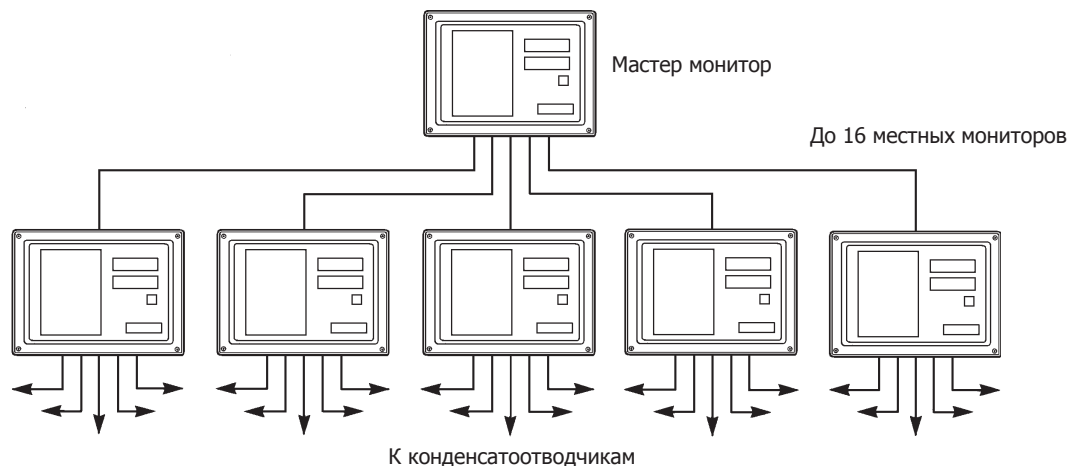 Мастер монитор
До 16 местных мониторов
К конденсатоотводчикам